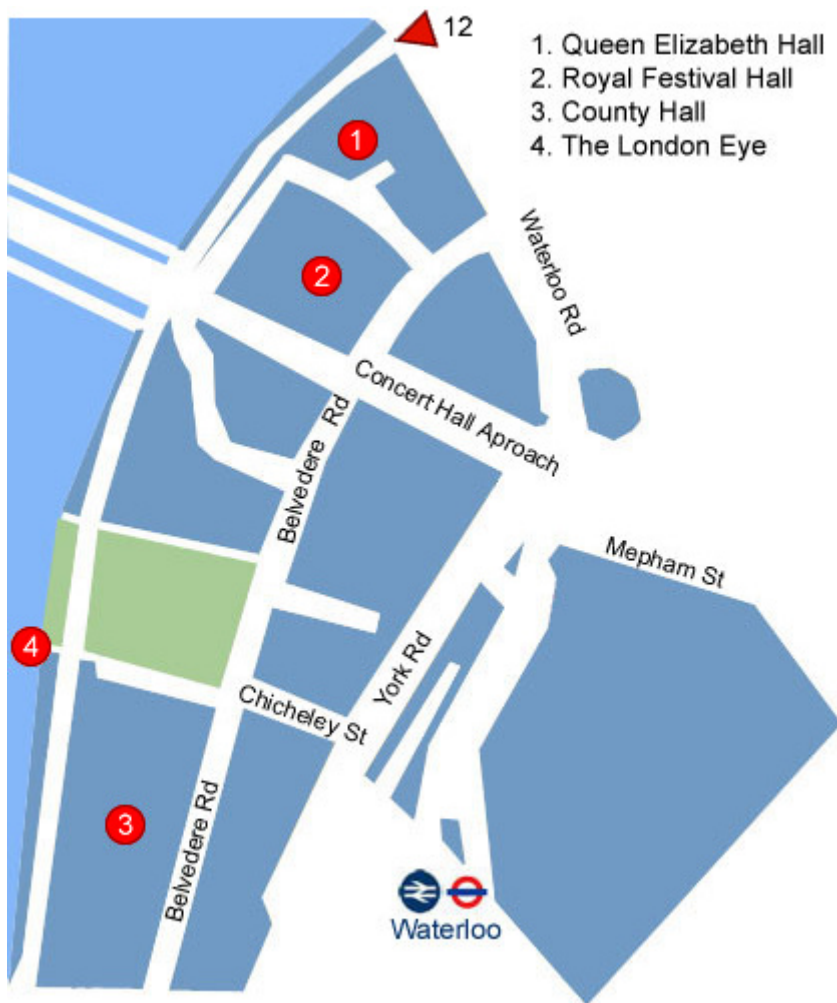 12
1. Queen Elizabeth Hall
2. Royal Festival Hall
3. County Hall
4. The London Eye
1
Waterloo Rd
2
Concert Hall Aproach
Belvedere Rd
Mepham St
4
York Rd
Chicheley St
3
Belvedere Rd
Waterloo